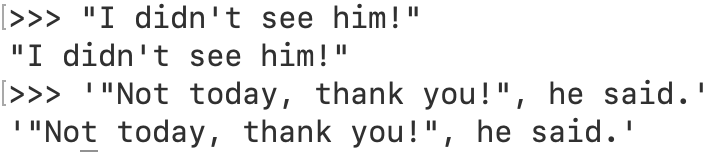 >>> "I didn't see him!"
"I didn't see him!"
>>> '"Not today, thank you!", he said.'
'"Not today, thank you!", he said.'